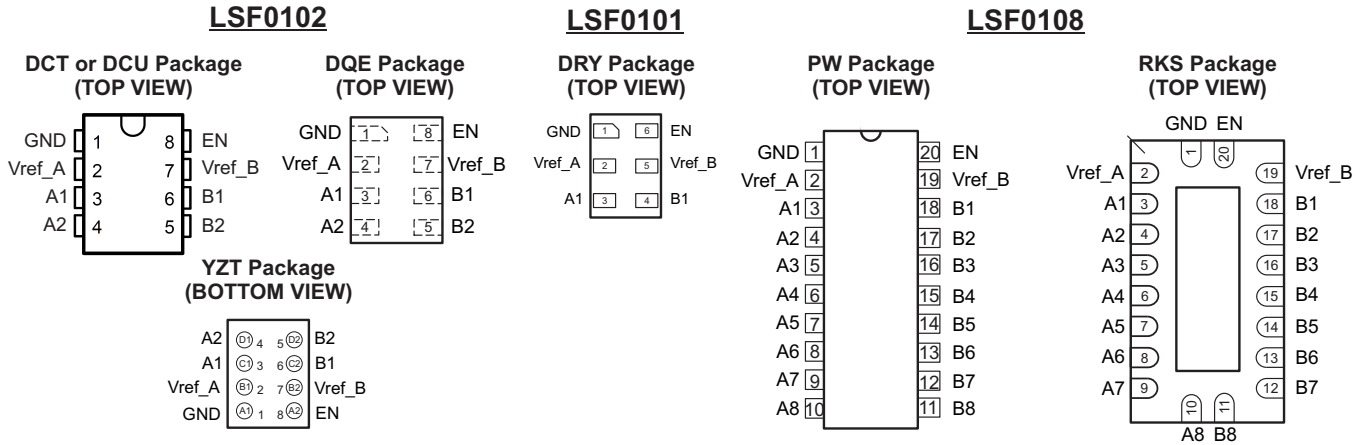 LSF0102
LSF0101
LSF0108
DCT or DCU Package
(TOP VIEW)
GND 1 8 EN
Vref_A 2 7 Vref_B
A1 3 6 B1
A2 4 5 B2
DQE Package
(TOP VIEW)
GND 1 8 EN
Vref_A 2 7 Vref_B
A1 3 6 B1
A2 4 5 B2
YZT Package
(BOTTOM VIEW)
A2 D1 4 5 D2 B2
A1 C1 3 6 C2 B1
Vref_A B1 2 7 B2 Vref_B
GND A1 1 8 A2 EN
DRY Package
(TOP VIEW)
GND 1 6 EN
Vref_A 2 5 Vref_B
A1 3 4 B1
PW Package
(TOP VIEW)
GND 1 20 EN
Vref_A 2 19 Vref_B
A1 3 18 B1
A2 4 17 B2
A3 5 16 B3
A4 6 15 B4
A5 7 14 B5
A6 8 13 B6
A7 9 12 B7
A8 10 11 B8
RKS Package
(TOP VIEW)
GND EN
1 20
Vref_A 2 19 Vref_B
A1 3 18 B1
A2 4 17 B2
A3 5 16 B3
A4 6 15 B4
A5 7 14 B5
A6 8 13 B6
A7 9 12 B7
10 11
A8 B8